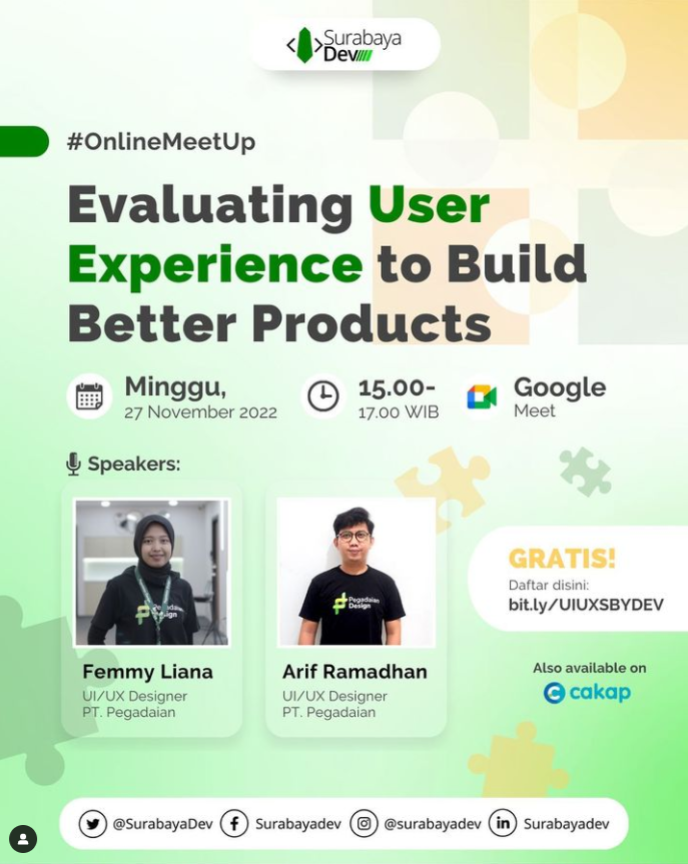 Surabaya
Dev
#OnlineMeetUp
Evaluating User
Experience to Build
Better Products
Minggu,
27 November 2022
15.00-
17.00 WIB
Google
Meet
Speakers:
Pegadaian
Design
Pegadaian
Design
GRATIS!
Daftar disini:
bit.ly/UIUXSBYDEV
Femmy Liana
UI/UX Designer
PT. Pegadaian
Arif Ramadhan
UI/UX Designer
PT. Pegadaian
Also available on
cakap
@SurabayaDev
Surabayadev
@surabayadev
Surabayadev